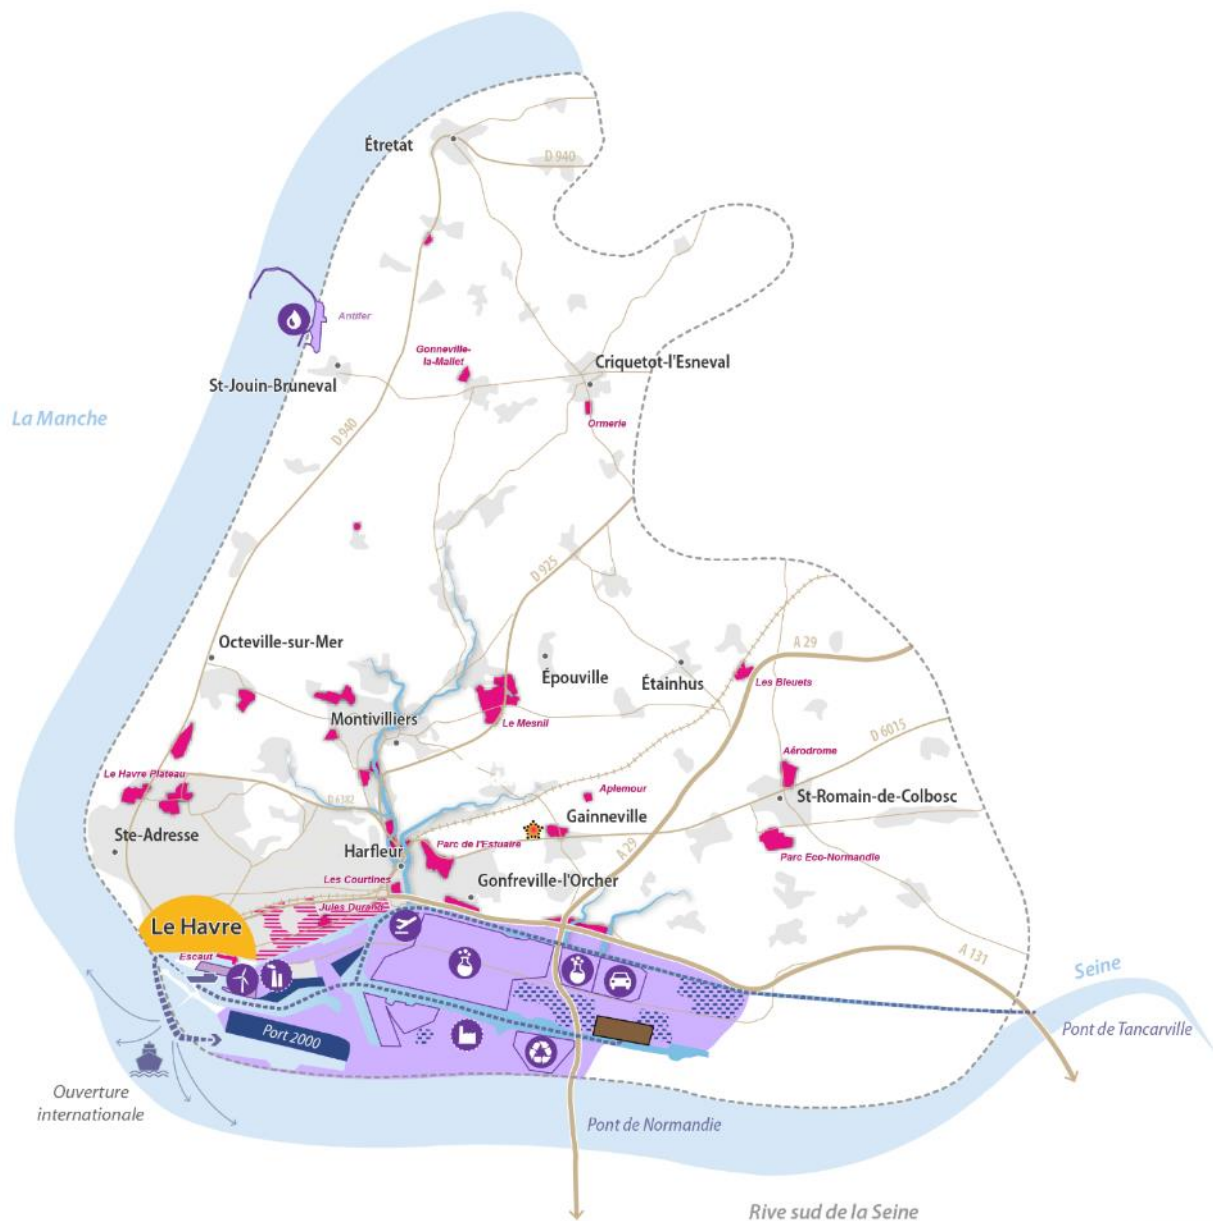 Étretat
D 940
Antifer
Gonneville-
la-Mallet
Criquetot-l'Esneval
St-Jouin-Bruneval
La Manche
Ormerie
D 940
D 925
Octeville-sur-Mer
A 29
Épouville
Étainhus
Les Bleuets
Montivilliers
Le Mesnil
D 6015
Aérodrome
Le Havre Plateau
Aplemour
St-Romain-de-Colbosc
D 6382
Gainneville
Ste-Adresse
Harfleur
Parc de l'Estuaire
A 29
Parc Eco-Normandie
Les Courtines
Gonfreville-l'Orcher
Jules Durand
Le Havre
Escaut
A 131
Seine
Port 2000
Pont de Tancarville
Ouverture
internationale
Pont de Normandie
Rive sud de la Seine